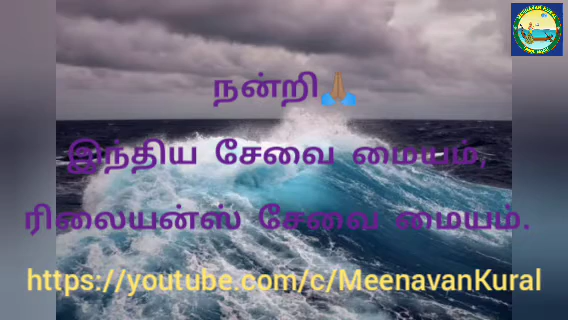 நன்றி🙏🏽
இந்திய சேவை மையம்,
ரிலையன்ஸ் சேவை மையம்.
https://youtube.com/c/MeenavanKural